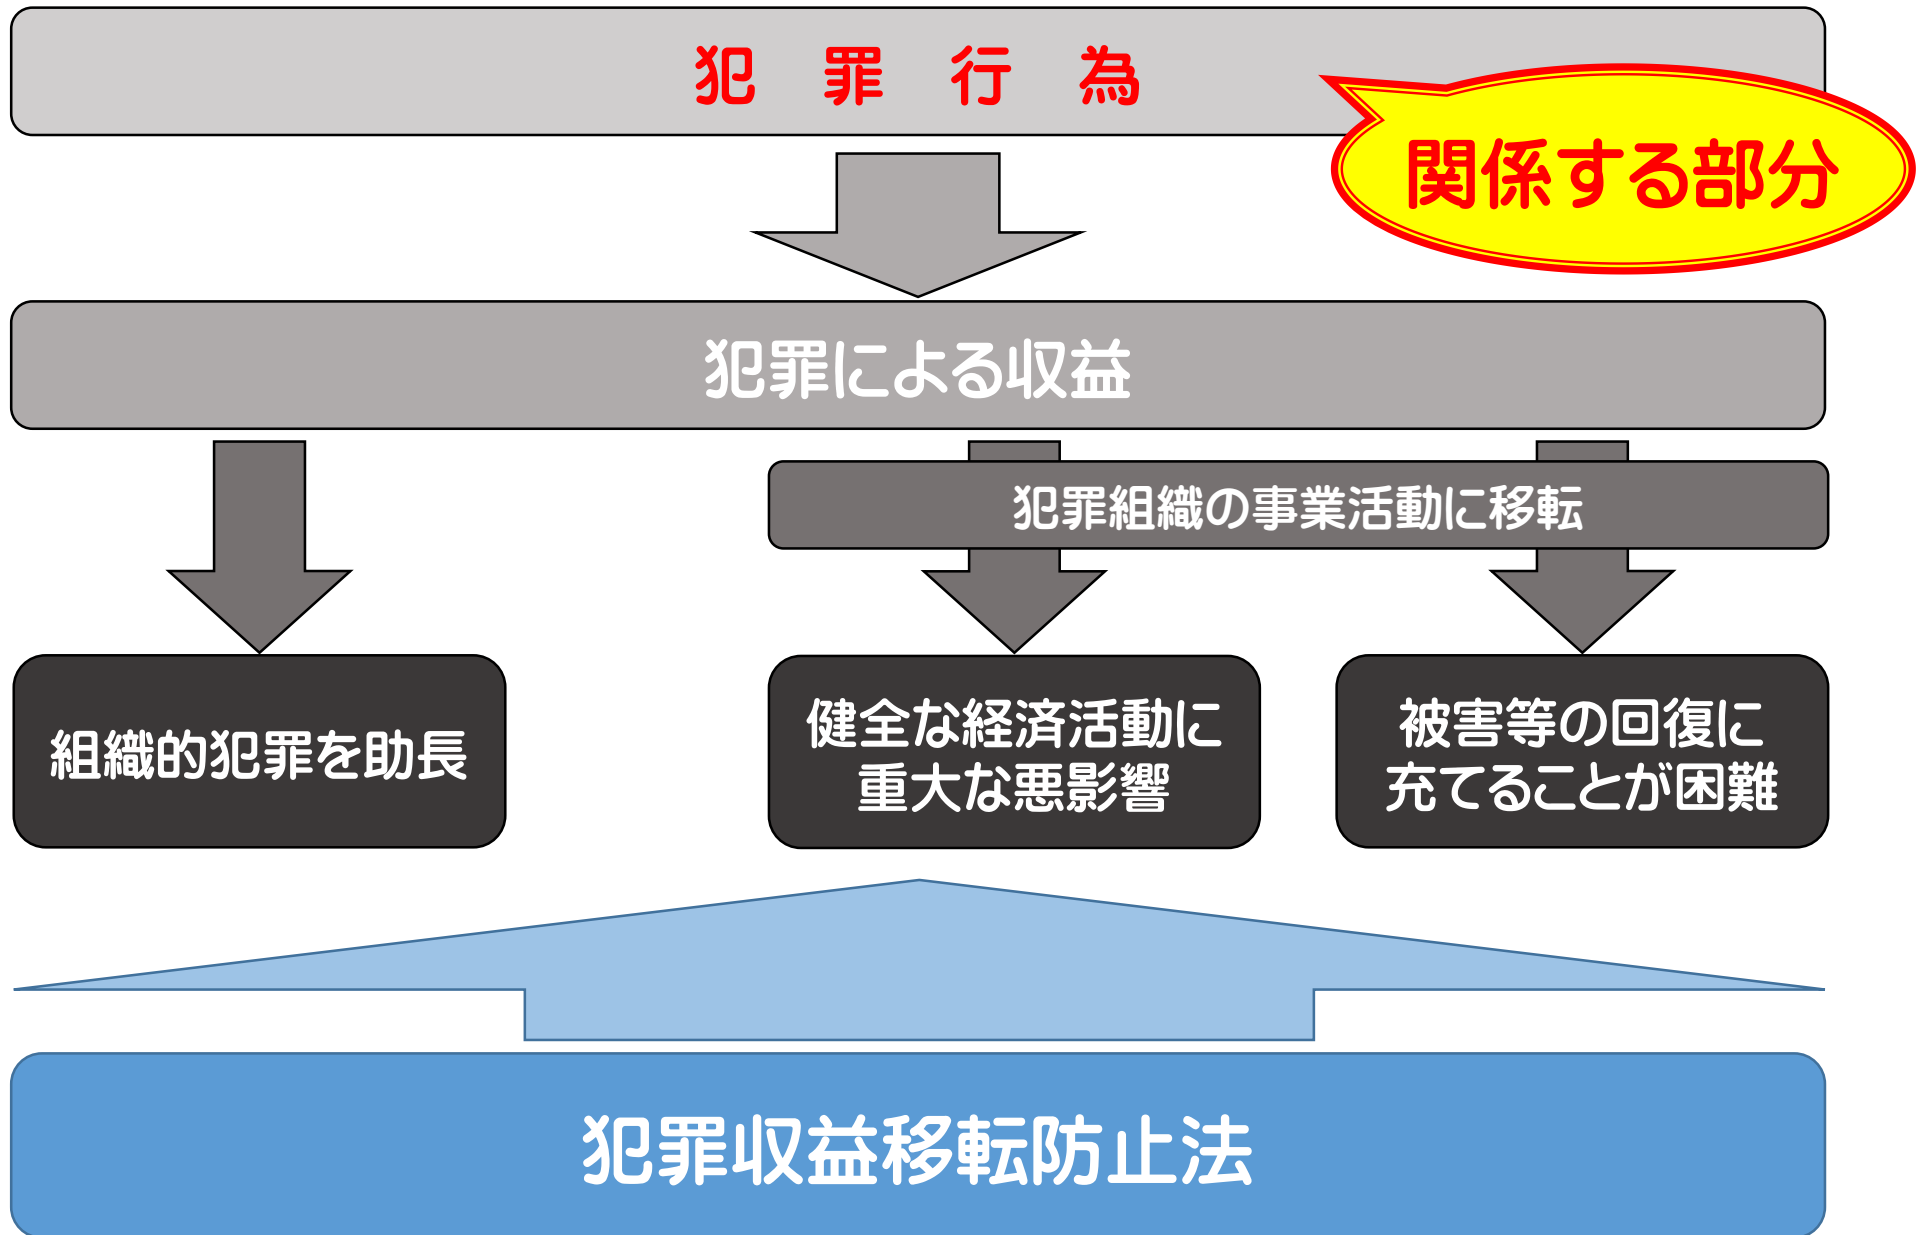 犯 罪 行 為
関係する部分
犯罪による収益
犯罪組織の事業活動に移転
組織的犯罪を助長
健全な経済活動に
重大な悪影響
被害等の回復に
充てることが困難
犯罪収益移転防止法